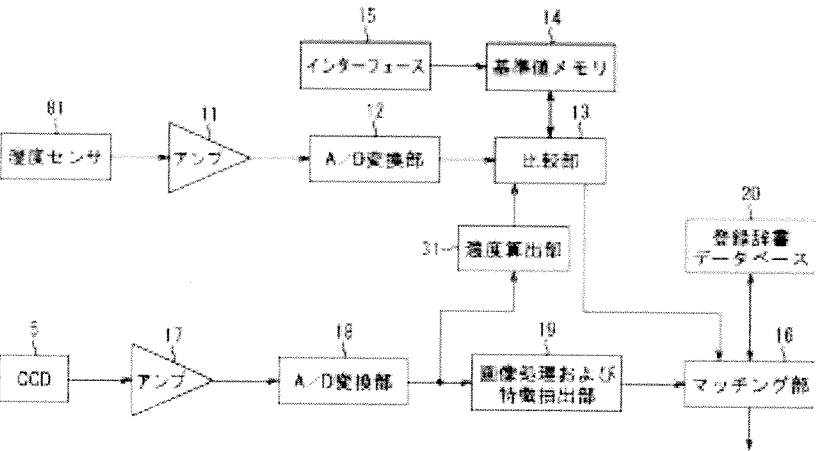 15
14
インターフェース
基準値メモリ
81
11
12
13
湿度センサ
アンプ
A/D変換部
比較部
20
31
濃度算出部
登録辞書
データベース
5
17
18
19
16
CCD
アンプ
A/D変換部
画像処理および
特徴抽出部
マッチング部